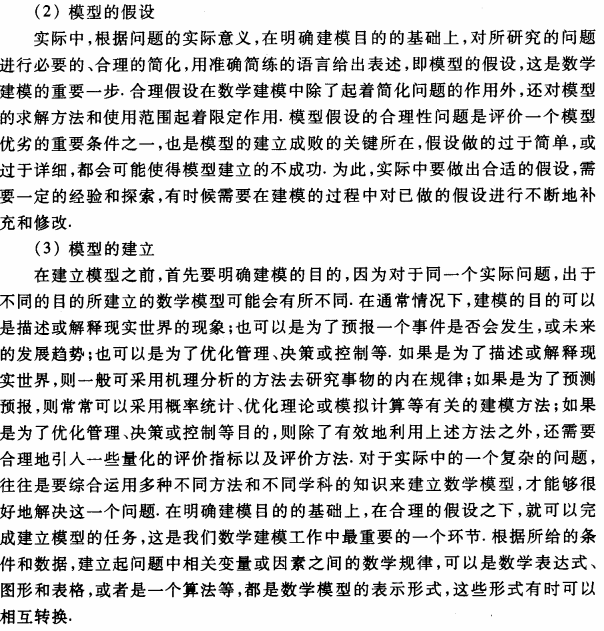 (2) 模型的假设
实际中,根据问题的实际意义,在明确建模目的的基础上,对所研究的问题
进行必要的、合理的简化,用准确简练的语言给出表述,即模型的假设,这是数学
建模的重要一步. 合理假设在数学建模中除了起着简化问题的作用外,还对模型
的求解方法和使用范围起着限定作用. 模型假设的合理性问题是评价一个模型
优劣的重要条件之一,也是模型的建立成败的关键所在,假设做的过于简单,或
过于详细,都会可能使得模型建立的不成功. 为此,实际中要做出合适的假设,需
要一定的经验和探索,有时候需要在建模的过程中对已做的假设进行不断地补
充和修改.
(3) 模型的建立
在建立模型之前,首先要明确建模的目的,因为对于同一个实际问题,出于
不同的目的所建立的数学模型可能会有所不同. 在通常情况下,建模的目的可以
是描述或解释现实世界的现象;也可以是为了预报一个事件是否会发生,或未来
的发展趋势;也可以是为了优化管理、决策或控制等. 如果是为了描述或解释现
实世界,则一般可采用机理分析的方法去研究事物的内在规律;如果是为了预测
预报,则常常可以采用概率统计、优化理论或模拟计算等有关的建模方法;如果
是为了优化管理、决策或控制等目的,则除了有效地利用上述方法之外,还需要
合理地引入一些量化的评价指标以及评价方法. 对于实际中的一个复杂的问题,
往往是要综合运用多种不同方法和不同学科的知识来建立数学模型,才能够很
好地解决这一个问题. 在明确建模目的的基础上,在合理的假设之下,就可以完
成建立模型的任务,这是我们数学建模工作中最重要的一个环节. 根据所给的条
件和数据,建立起问题中相关变量或因素之间的数学规律,可以是数学表达式、
图形和表格,或者是一个算法等,都是数学模型的表示形式,这些形式有时可以
相互转换.